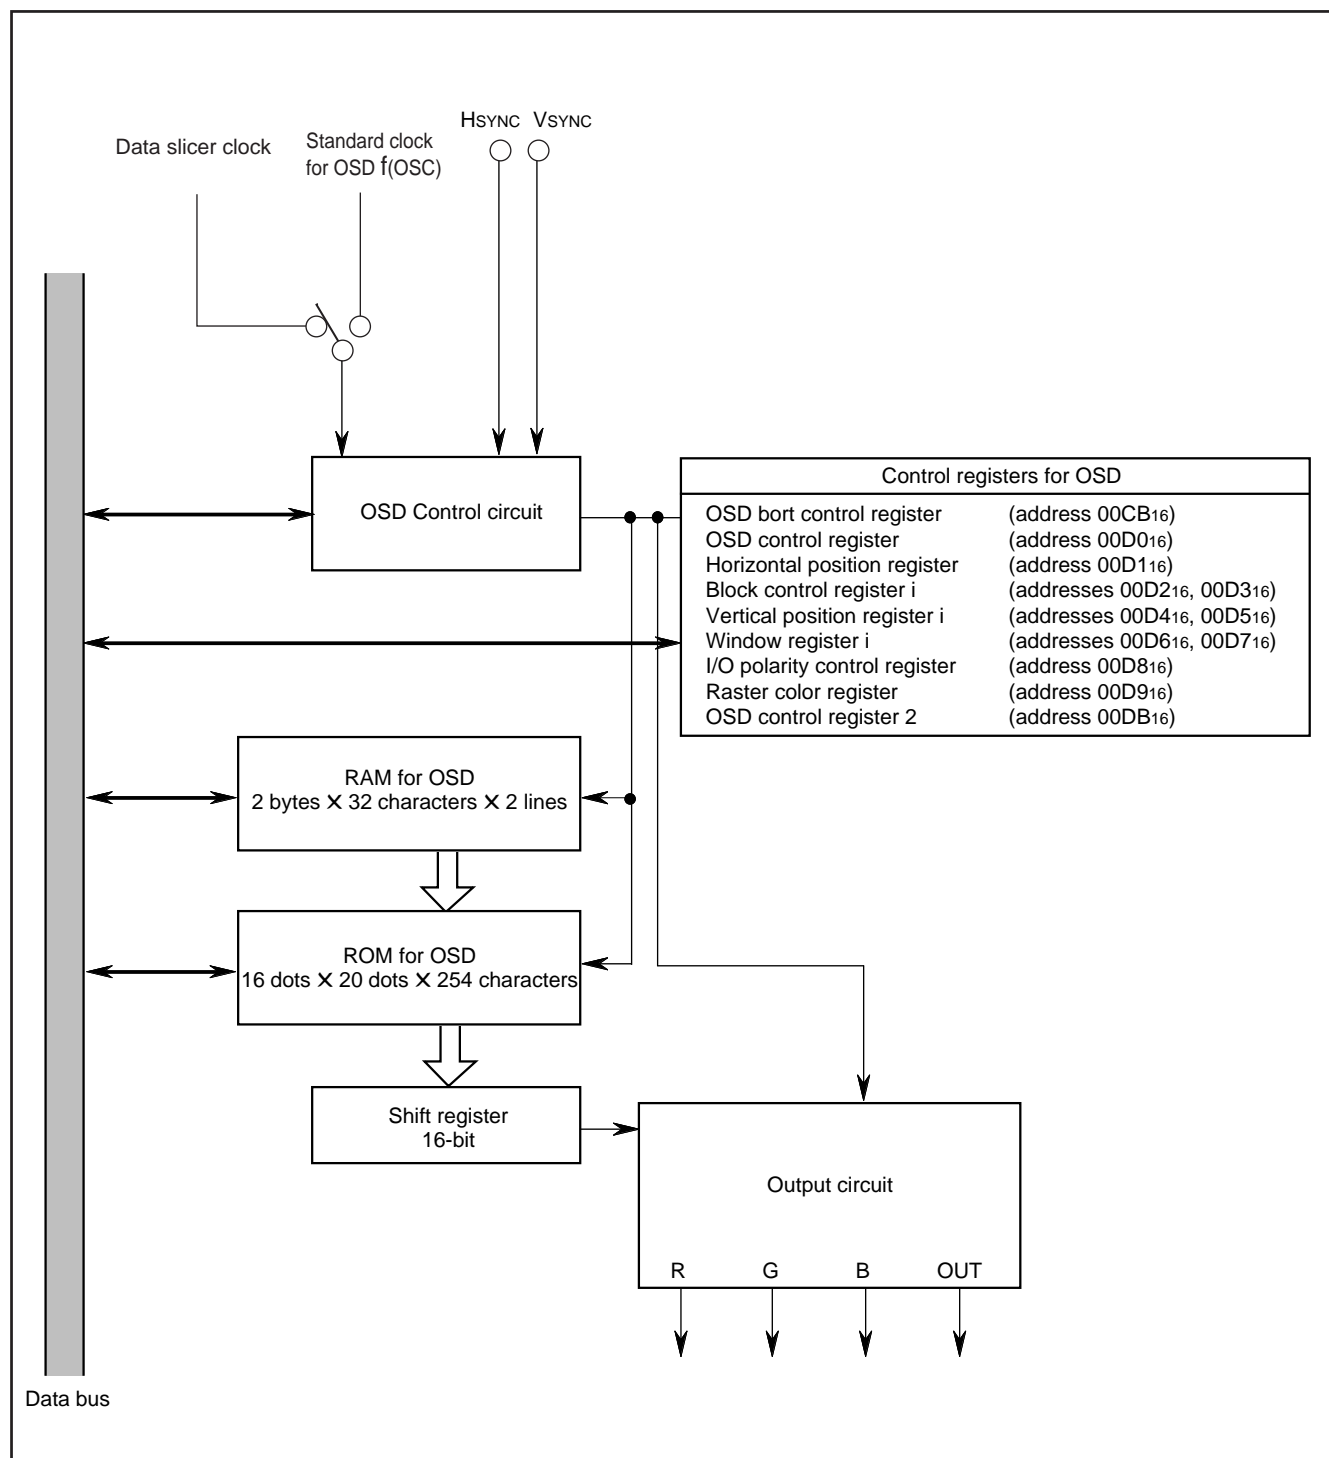 HSYNC VSYNC
Data slicer clock
Standard clock
for OSD f(OSC)
OSD Control circuit
Control registers for OSD
OSD bort control register (address 00CB16)
OSD control register (address 00D016)
Horizontal position register (address 00D116)
Block control register i (addresses 00D216, 00D316)
Vertical position register i (addresses 00D416, 00D516)
Window register i (addresses 00D616, 00D716)
I/O polarity control register (address 00D816)
Raster color register (address 00D916)
OSD control register 2 (address 00DB16)
RAM for OSD
2 bytes × 32 characters × 2 lines
ROM for OSD
16 dots × 20 dots × 254 characters
Shift register
16-bit
Output circuit
R G B OUT
Data bus